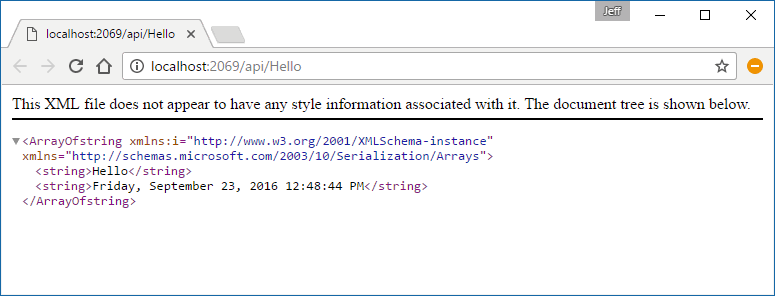 Jeff
localhost:2069/api/Hello
localhost:2069/api/Hello
This XML file does not appear to have any style information associated with it. The document tree is shown below.
<ArrayOfstring xmlns:i="http://www.w3.org/2001/XMLSchema-instance"
xmlns="http://schemas.microsoft.com/2003/10/Serialization/Arrays">
<string>Hello</string>
<string>Friday, September 23, 2016 12:48:44 PM</string>
</ArrayOfstring>